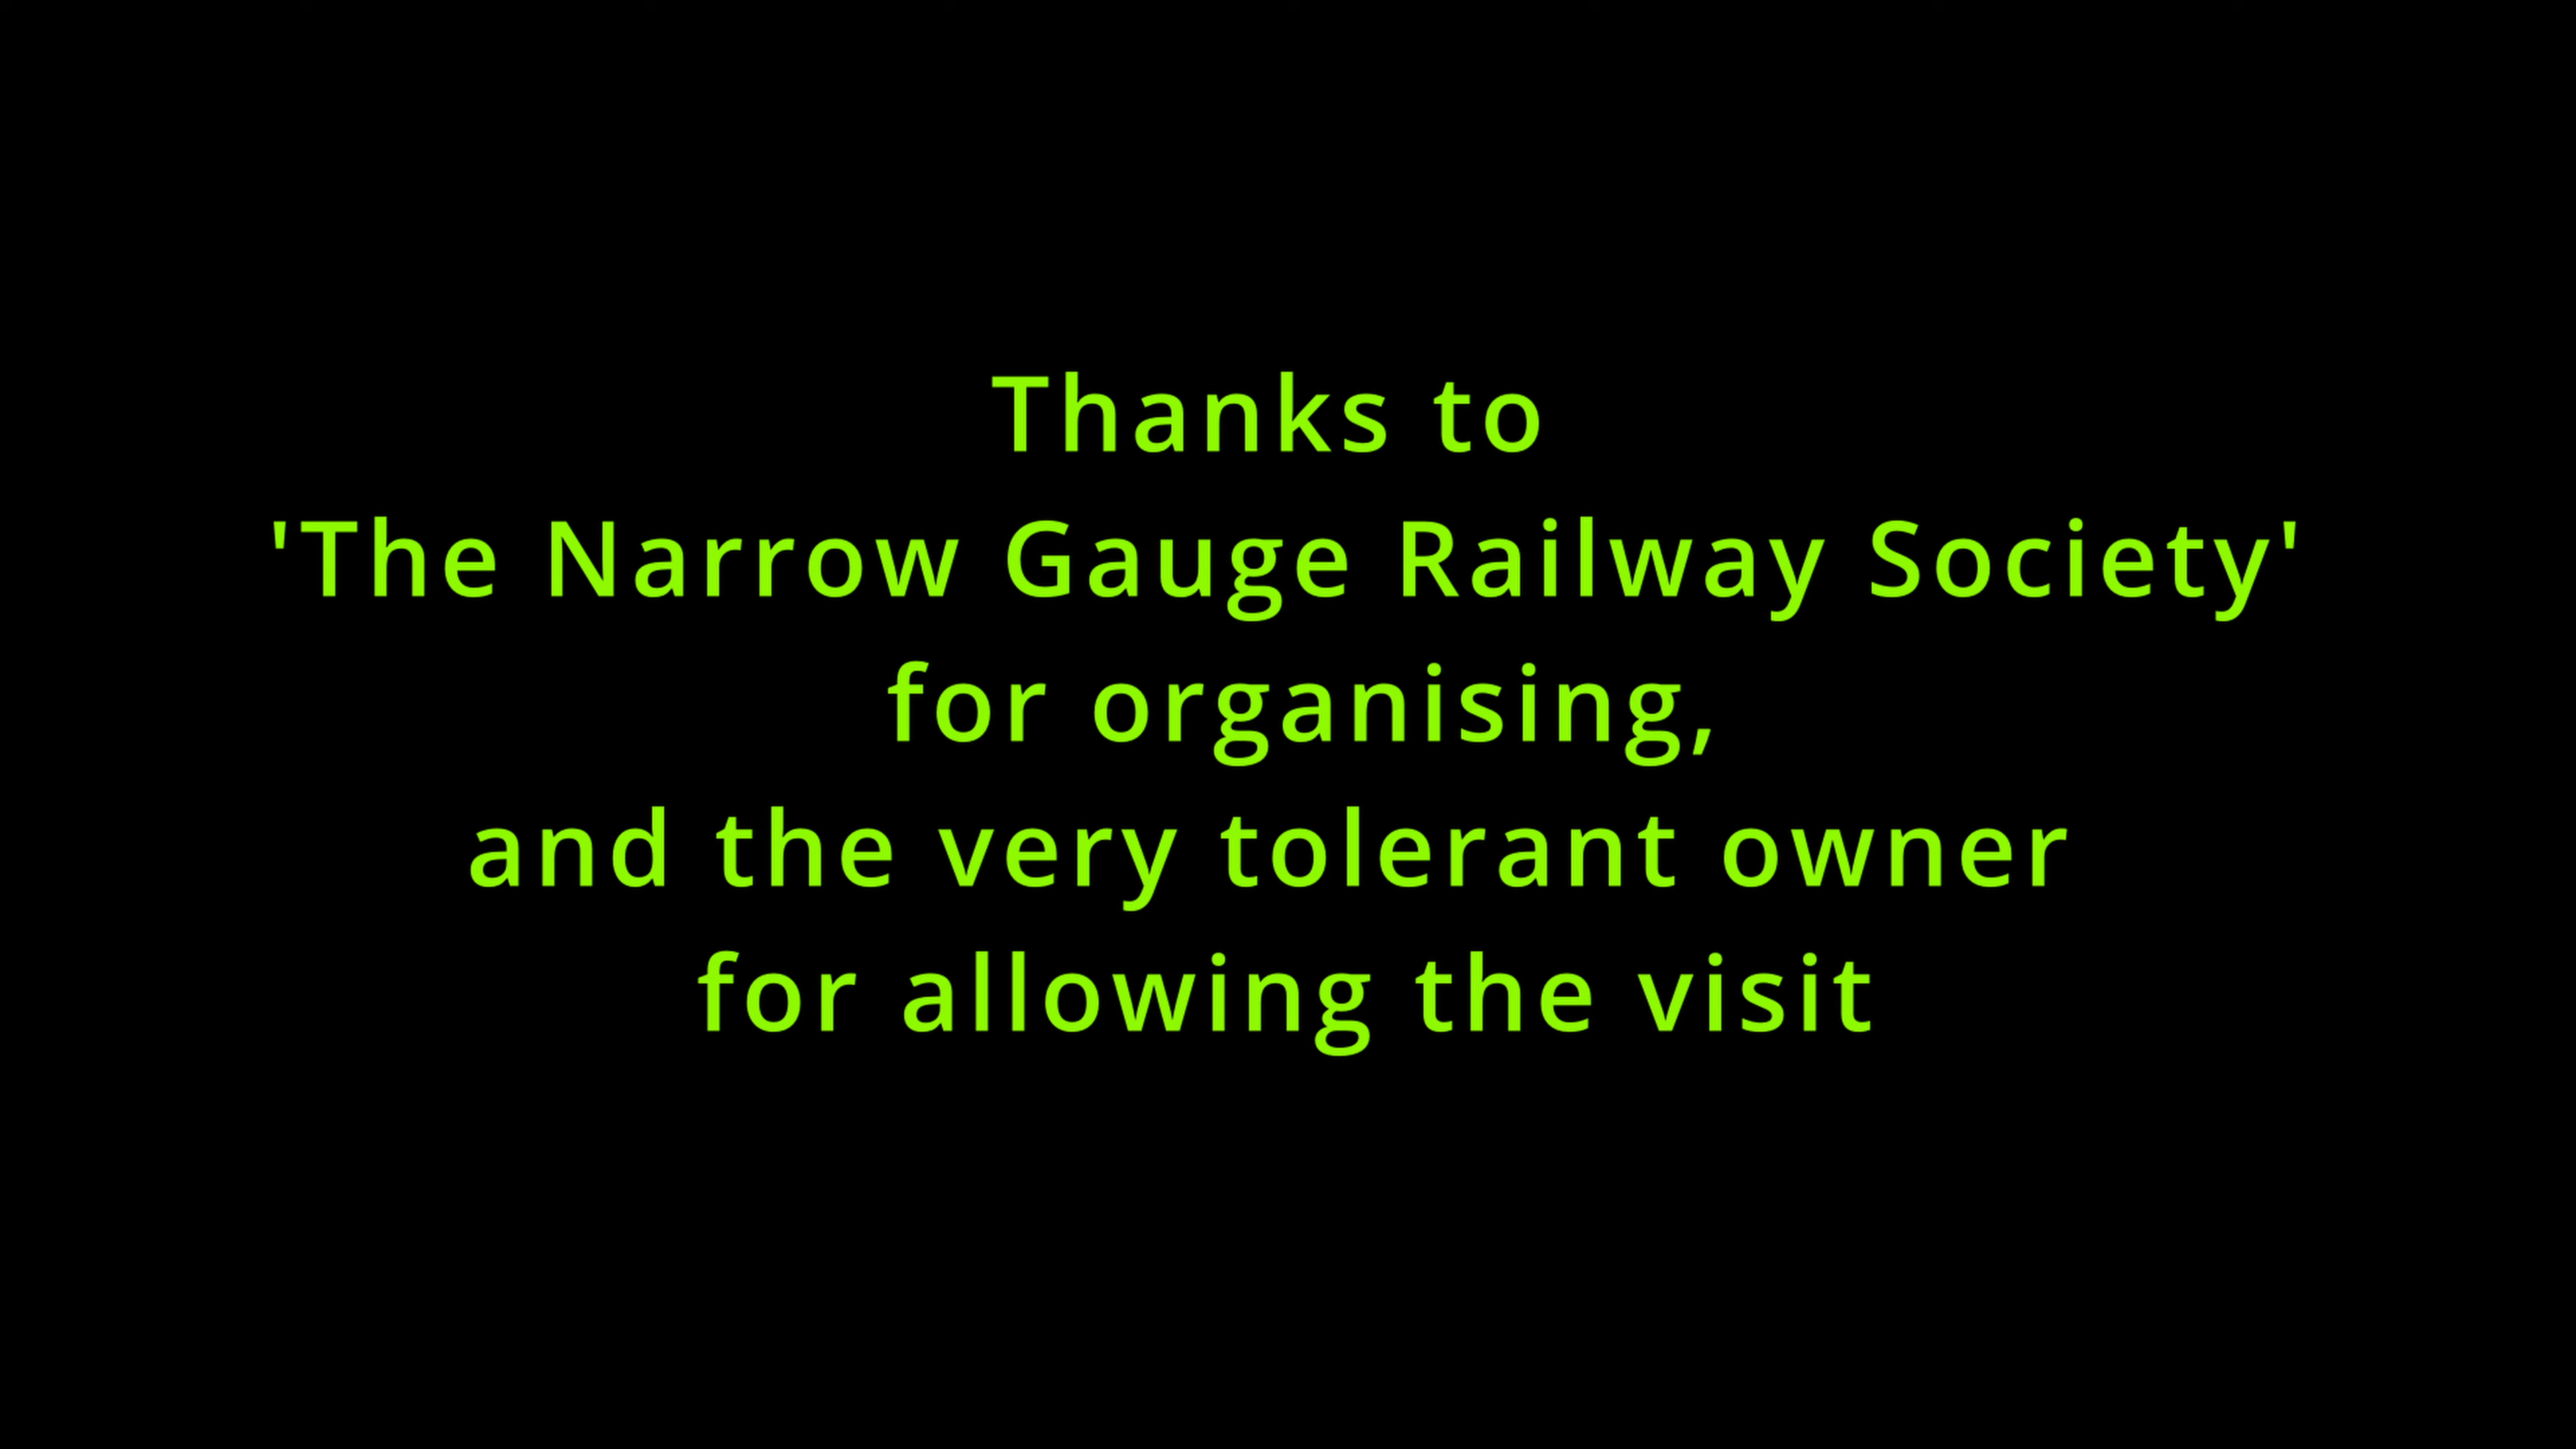 Thanks to
'The Narrow Gauge Railway Society'
for organising,
and the very tolerant owner
for allowing the visit